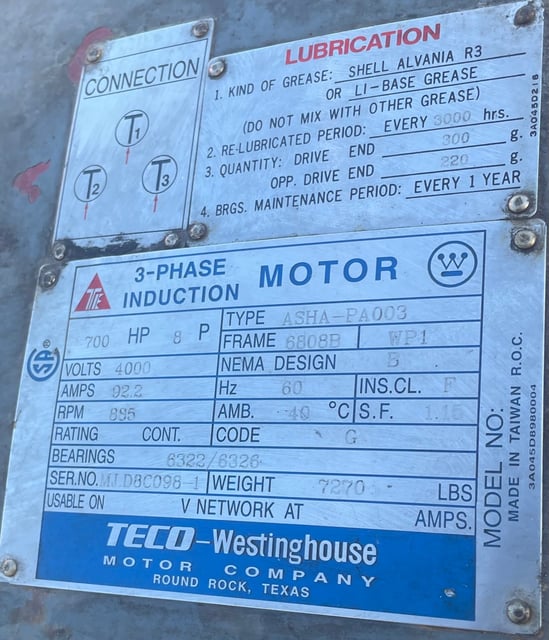 CONNECTION
T1
T2
T3
LUBRICATION
1. KIND OF GREASE: SHELL ALVANIA R3
OR LI-BASE GREASE
(DO NOT MIX WITH OTHER GREASE)
2. RE-LUBRICATED PERIOD: EVERY 3000 hrs.
3. QUANTITY: DRIVE END 300 g.
OPP. DRIVE END 220 g.
4. BRGS. MAINTENANCE PERIOD: EVERY 1 YEAR
3A045D216
3-PHASE
INDUCTION MOTOR
700 HP 8 P
TYPE ASHA-PA003
FRAME 6808B WP1
VOLTS 4000
NEMA DESIGN B
AMPS 92.2
Hz 60 INS.CL. F
RPM 885
AMB. 40 °C S.F.
RATING CONT.
CODE G
BEARINGS 6322/6326
SER.NO. D8C098-1
WEIGHT 7270 LBS
USABLE ON V NETWORK AT AMPS.
MODEL NO:
MADE IN TAIWAN R.O.C.
3A045D8980004
TECO-Westinghouse
MOTOR COMPANY
ROUND ROCK, TEXAS